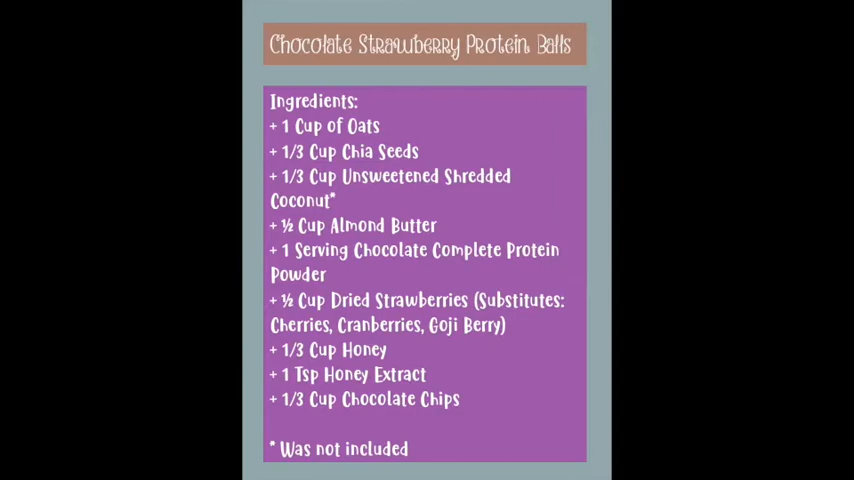 Chocolate Strawberry Protein Balls
Ingredients:
+ 1 Cup of Oats
+ 1/3 Cup Chia Seeds
+ 1/3 Cup Unsweetened Shredded
Coconut*
+ ½ Cup Almond Butter
+ 1 Serving Chocolate Complete Protein
Powder
+ ½ Cup Dried Strawberries (Substitutes:
Cherries, Cranberries, Goji Berry)
+ 1/3 Cup Honey
+ 1 Tsp Honey Extract
+ 1/3 Cup Chocolate Chips
* Was not included